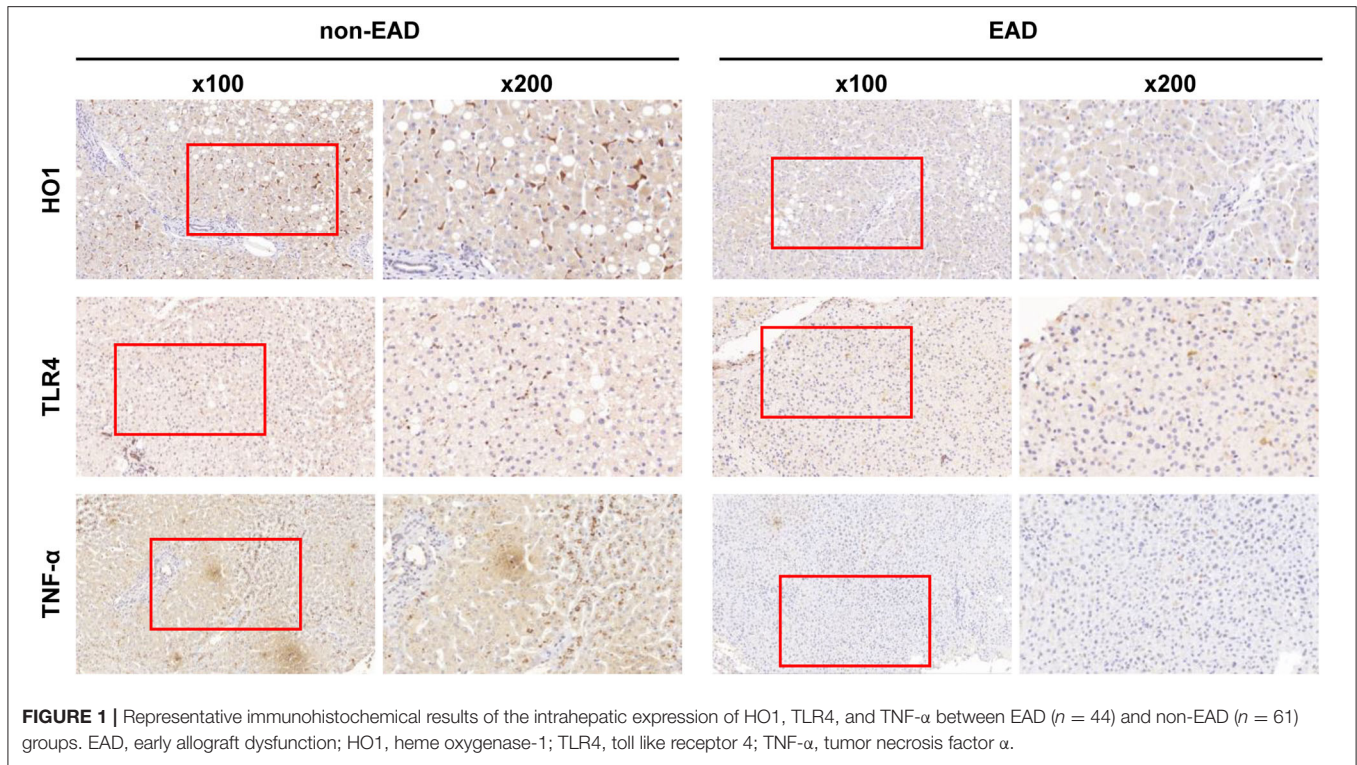 non-EAD EAD
x100 x200 x100 x200
HO1
TLR4
TNF-α
FIGURE 1 | Representative immunohistochemical results of the intrahepatic expression of HO1, TLR4, and TNF-α between EAD (n = 44) and non-EAD (n = 61)
groups. EAD, early allograft dysfunction; HO1, heme oxygenase-1; TLR4, toll like receptor 4; TNF-α, tumor necrosis factor α.